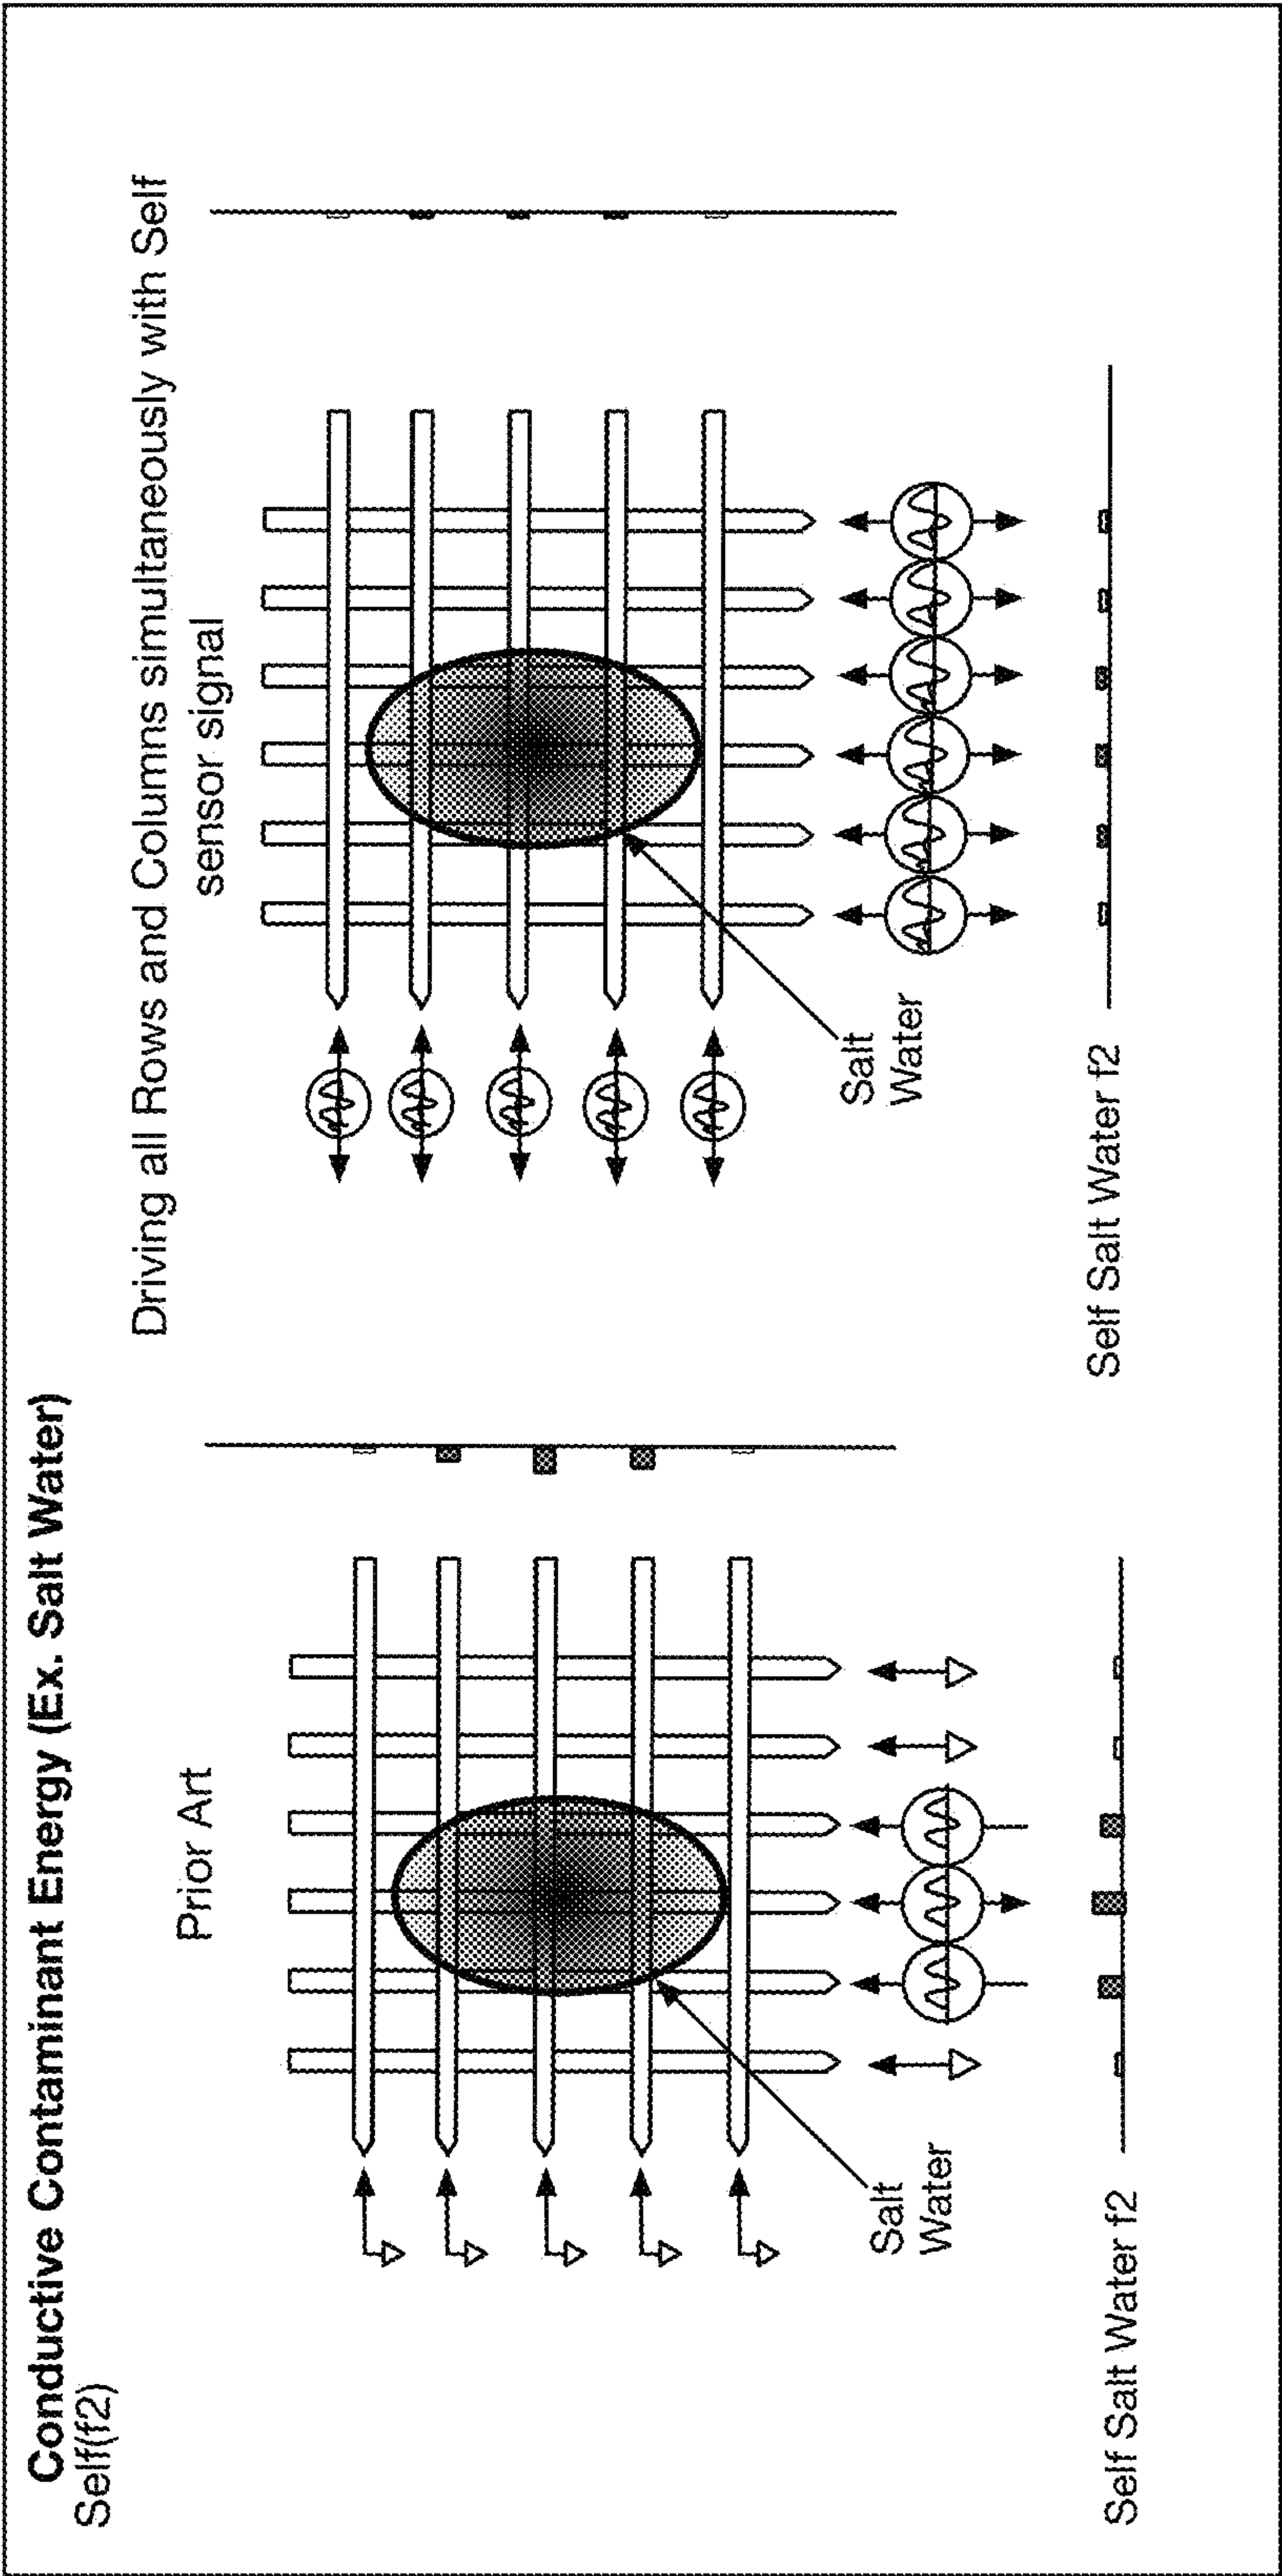 Conductive Contaminant Energy (Ex. Salt Water)
Self(f2)
Prior Art
Salt
Water
Self Salt Water f2
Driving all Rows and Columns simultaneously with Self
sensor signal
Salt
Water
Self Salt Water f2